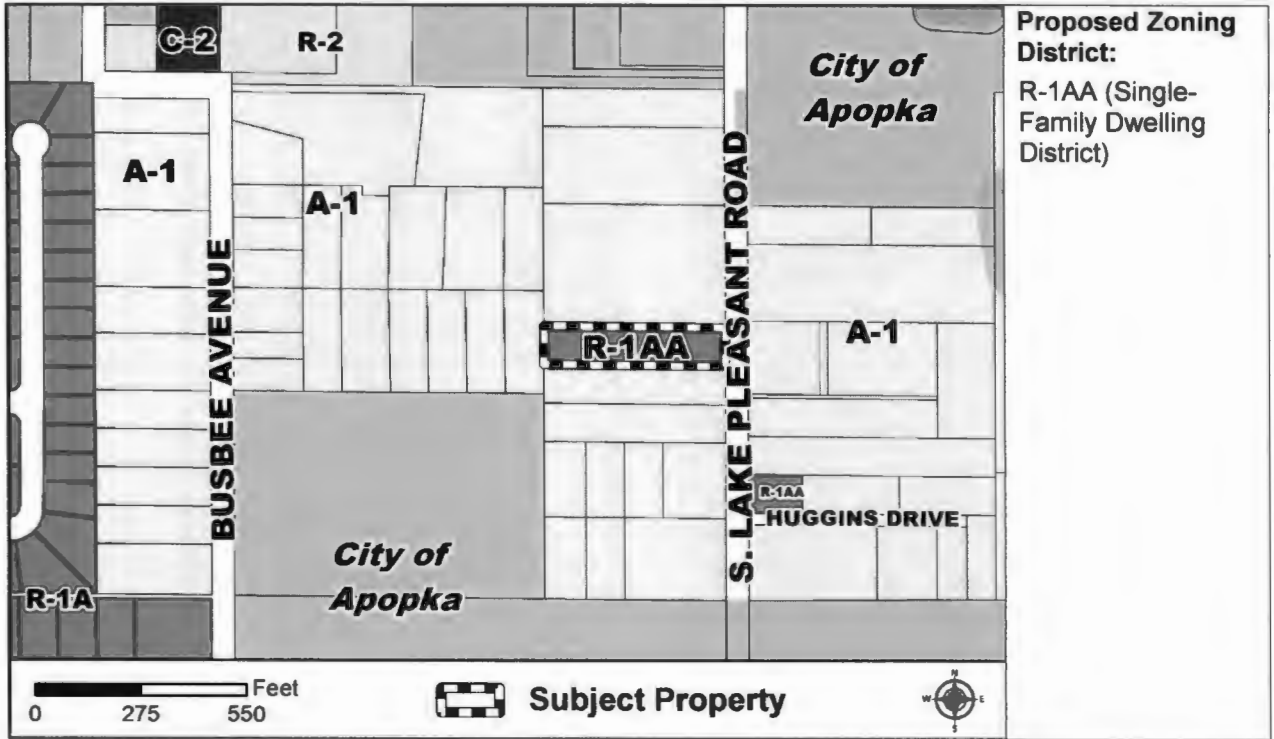 C-2
R-2
City of
Apopka
Proposed Zoning
District:
R-1AA (Single-
Family Dwelling
District)
A-1
A-1
BUSBEE AVENUE
S. LAKE PLEASANT ROAD
R-1AA
A-1
R-1AA
HUGGINS DRIVE
City of
Apopka
R-1A
Feet
0 275 550
Subject Property
N
W E
S